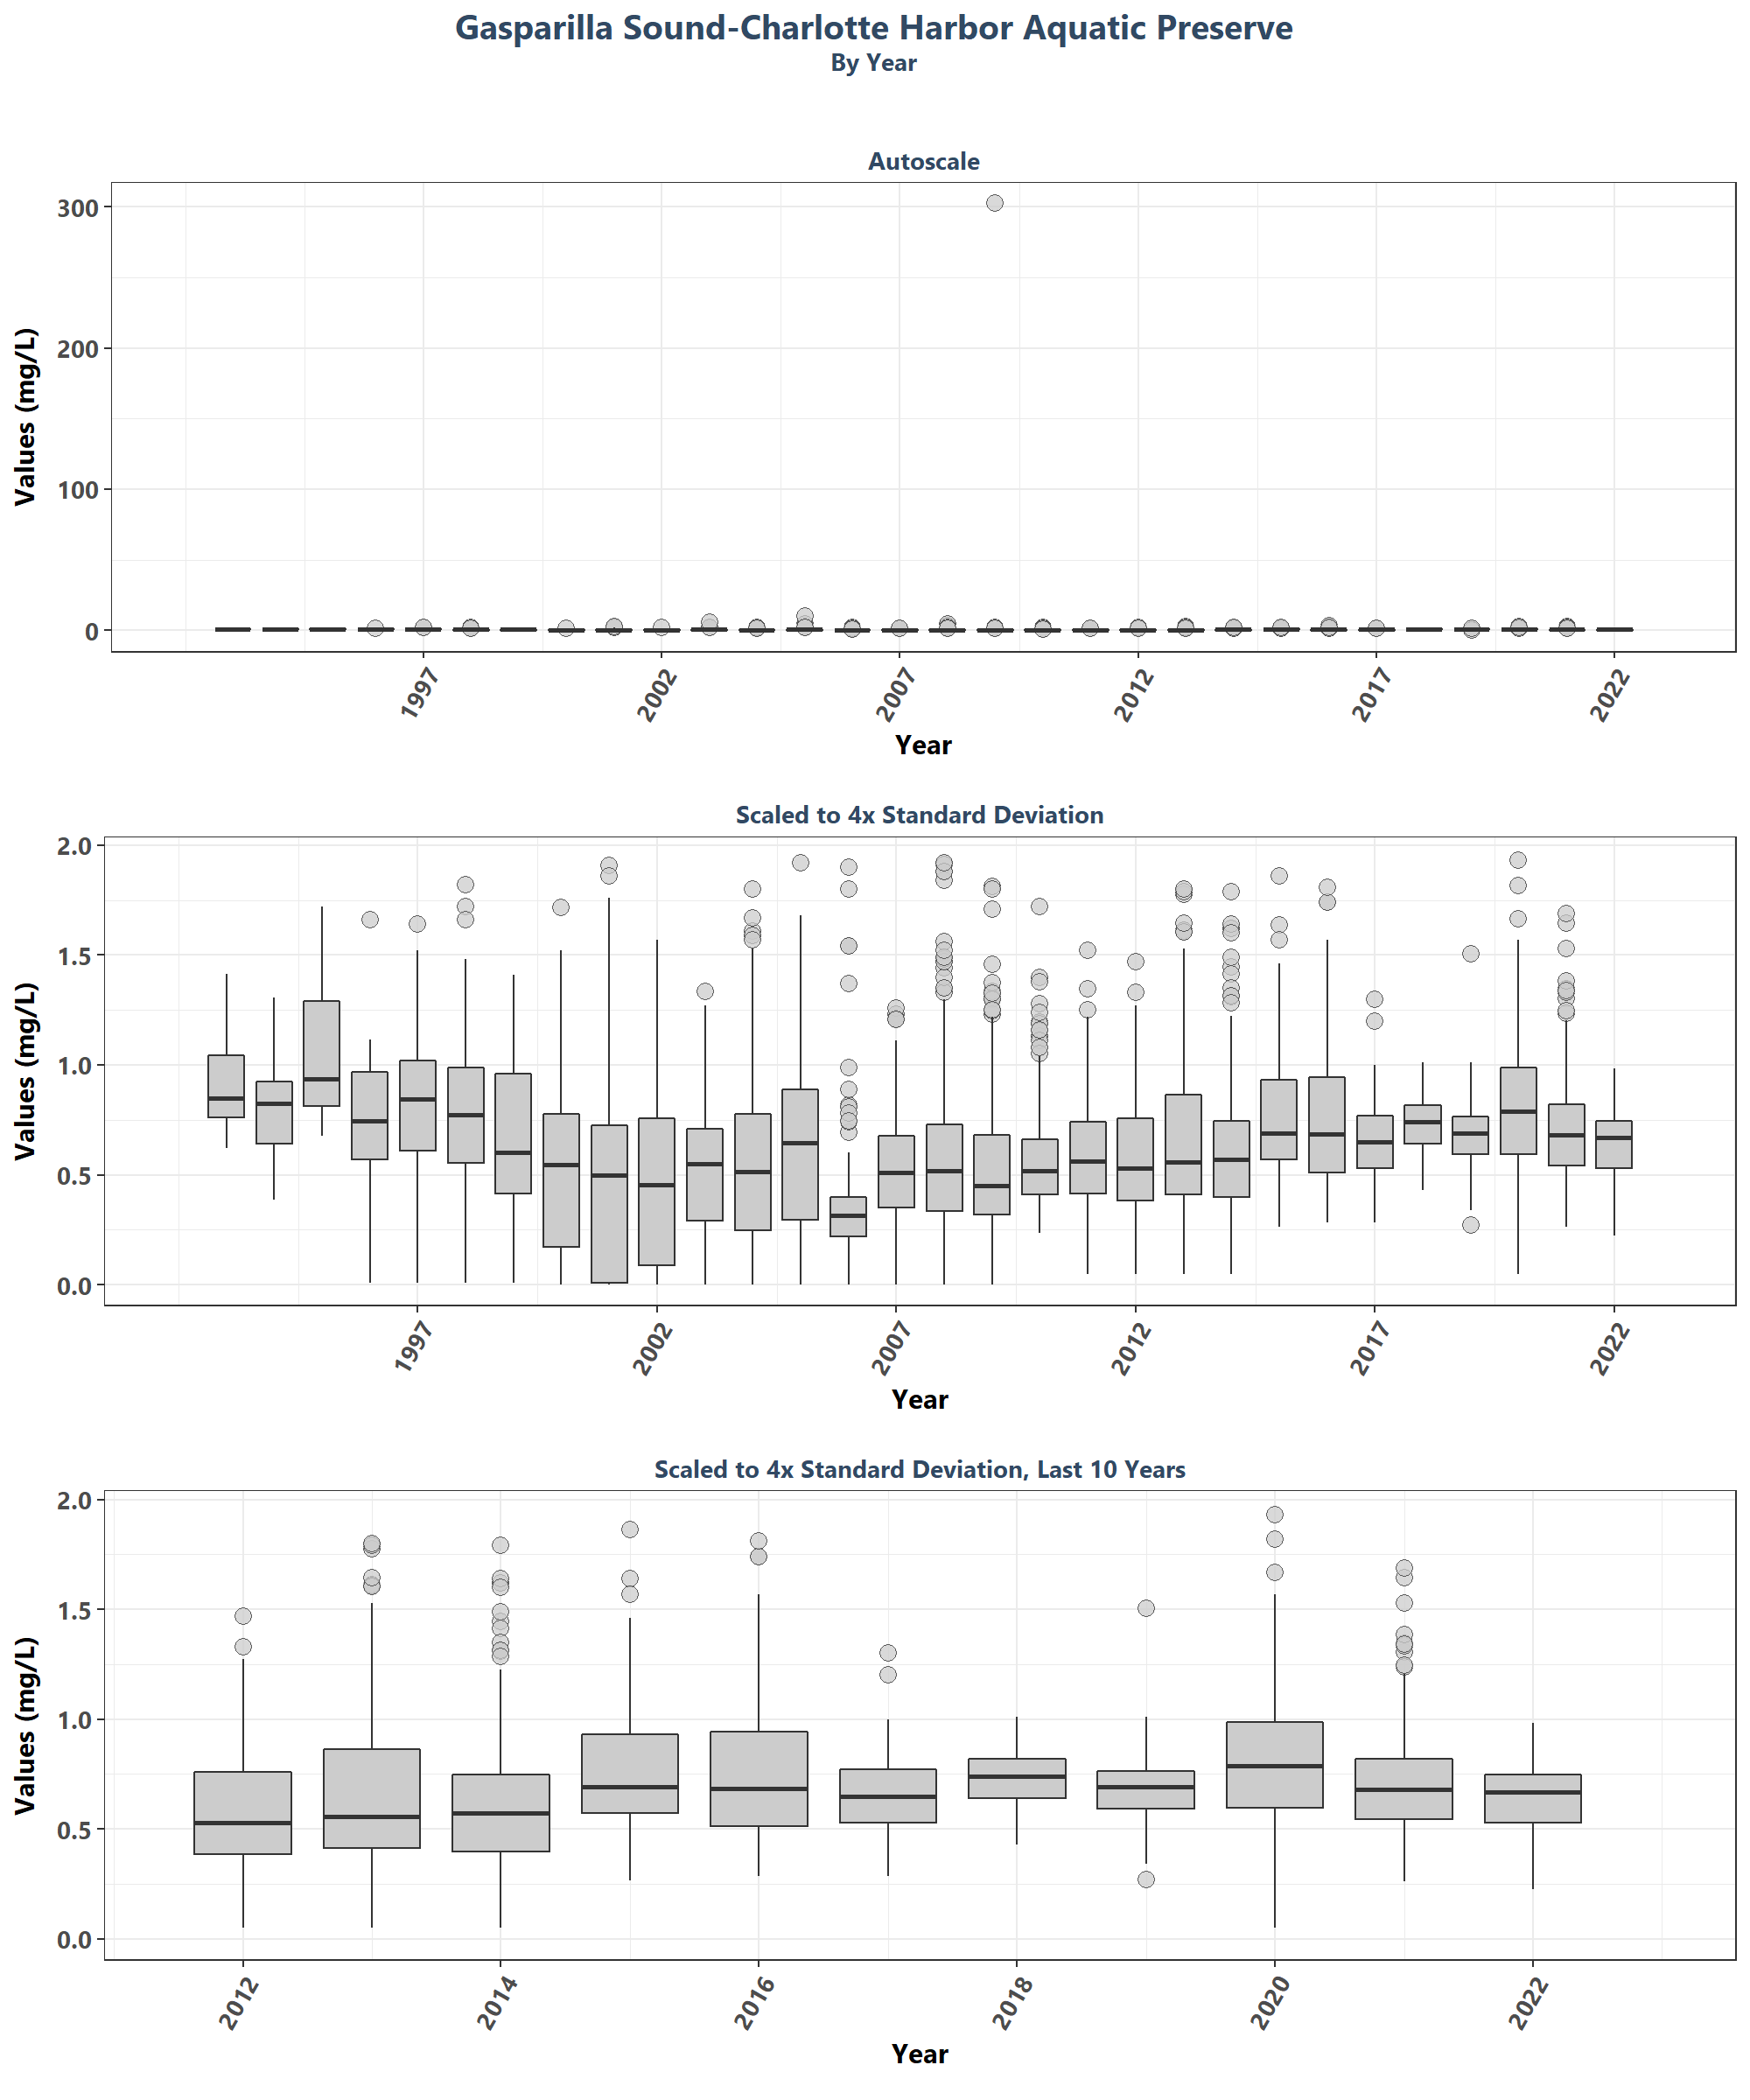 Gasparilla Sound-Charlotte Harbor Aquatic Preserve
By Year
Autoscale
300
200
100
0
Values (mg/L)
1997
2002
2007
2012
2017
2022
Year
Scaled to 4x Standard Deviation
2.0
1.5
1.0
0.5
0.0
Values (mg/L)
1997
2002
2007
2012
2017
2022
Year
Scaled to 4x Standard Deviation, Last 10 Years
2.0
1.5
1.0
0.5
0.0
Values (mg/L)
2012
2014
2016
2018
2020
2022
Year